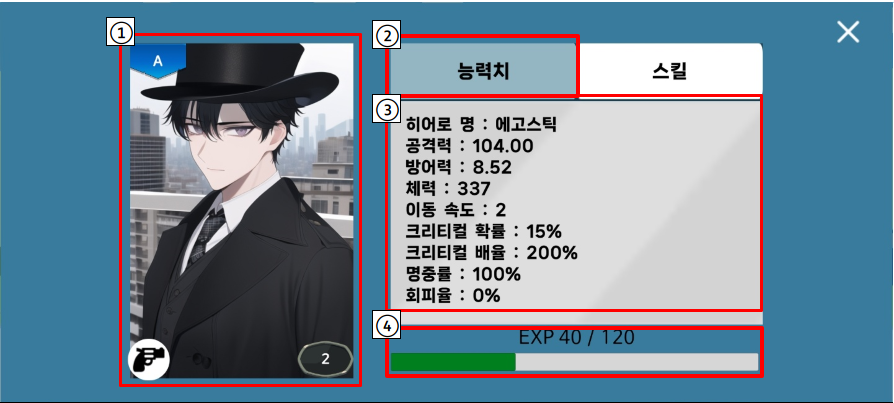 ①
A
2
②
능력치
스킬
③
히어로 명 : 에고스틱
공격력 : 104.00
방어력 : 8.52
체력 : 337
이동 속도 : 2
크리티컬 확률 : 15%
크리티컬 배율 : 200%
명중률 : 100%
회피율 : 0%
④
EXP 40 / 120